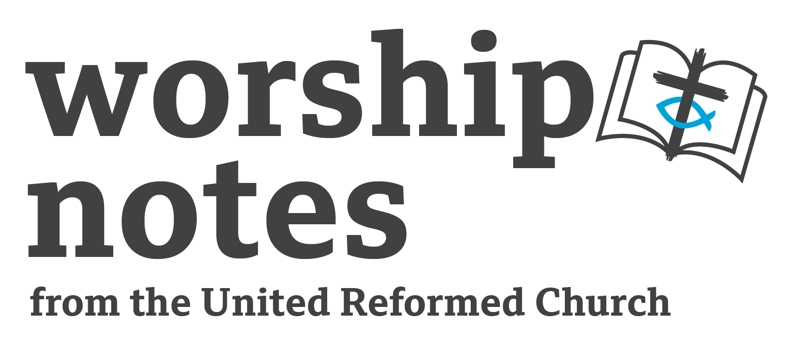 worship
notes
from the United Reformed Church